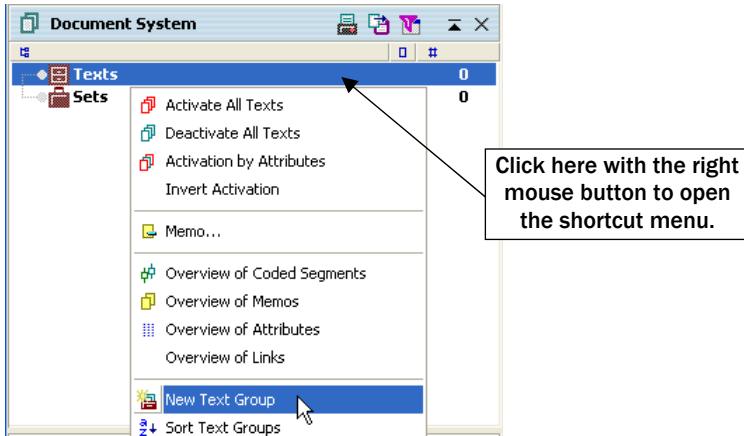 Document System
#
Texts 0
Sets 0
Activate All Texts
Deactivate All Texts
Activation by Attributes
Invert Activation
Memo...
Overview of Coded Segments
Overview of Memos
Overview of Attributes
Overview of Links
New Text Group
Sort Text Groups
Click here with the right
mouse button to open
the shortcut menu.